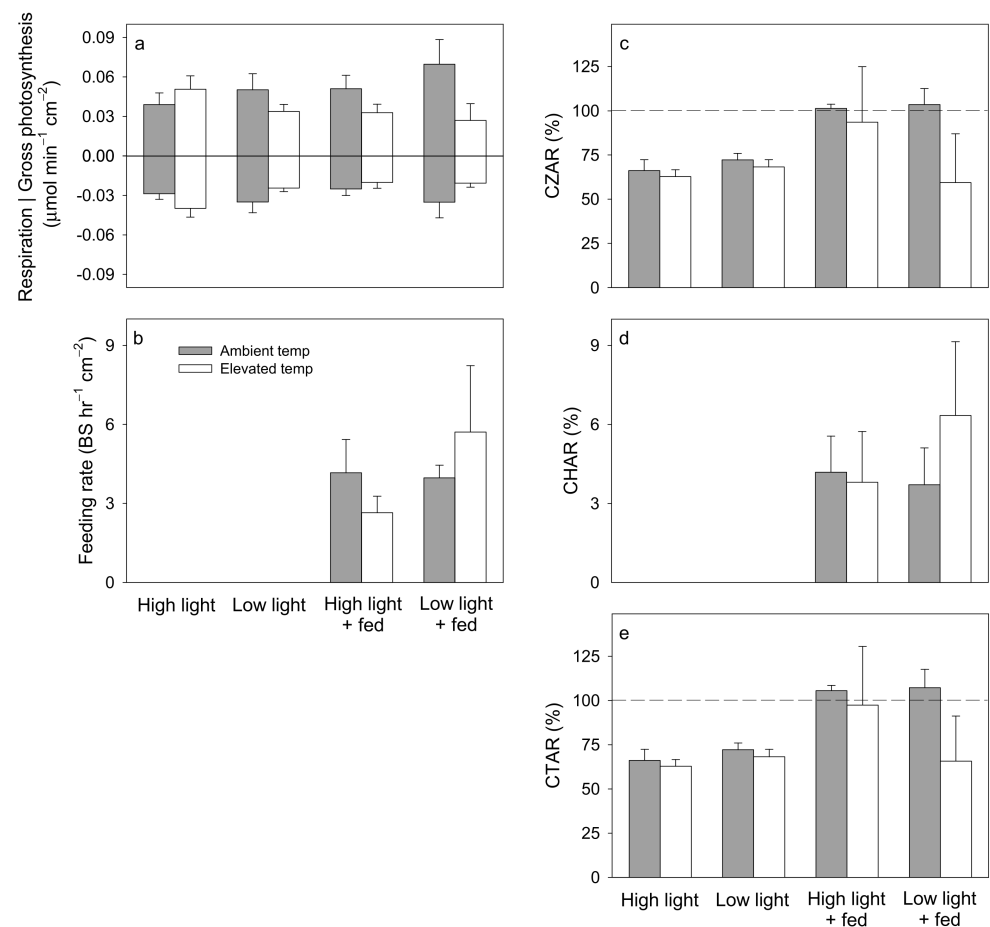 a
Respiration | Gross photosynthesis
(µmol min⁻¹ cm⁻²)
0.09
0.06
0.03
0.00
-0.03
-0.06
-0.09
b
Feeding rate (BS hr⁻¹ cm⁻²)
9
6
3
0
Ambient temp
Elevated temp
High light
Low light
High light
+ fed
Low light
+ fed
c
CZAR (%)
125
100
75
50
25
0
d
CHAR (%)
9
6
3
0
e
CTAR (%)
125
100
75
50
25
0
High light
Low light
High light
+ fed
Low light
+ fed